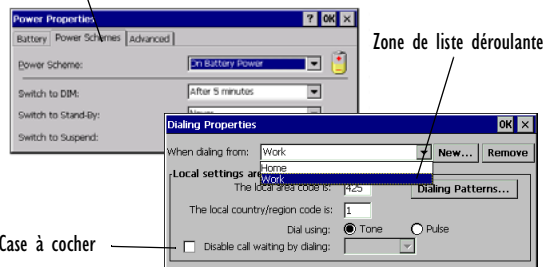 Power Properties ? OK ×
Battery Power Schemes Advanced
Zone de liste déroulante
Power Scheme: On Battery Power
Switch to DIM: After 5 minutes
Switch to Stand-By: Never
Switch to Suspend:
Dialing Properties OK ×
When dialing from: Work New... Remove
Home
Work
Local settings are
The local area code is: 425 Dialing Patterns...
The local country/region code is: 1
Dial using: Tone Pulse
Case à cocher
Disable call waiting by dialing: